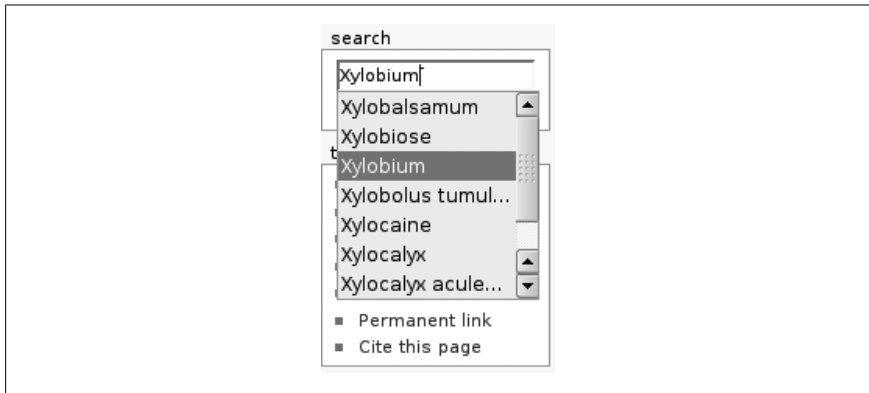 search
Xylobium
Xylobalsamum
Xylobiose
Xylobium
Xylobolus tumul...
Xylocaine
Xylocalyx
Xylocalyx acule...
Permanent link
Cite this page